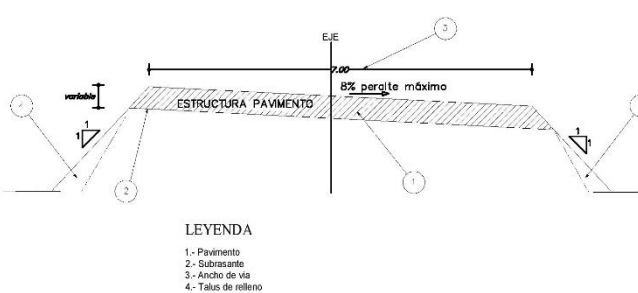 EJE
3
7.00
8% peralte máximo
variable
ESTRUCTURA PAVIMENTO
1
1
1
1
2
1
LEYENDA
1.- Pavimento
2.- Subrasante
3.- Ancho de via
4.- Talus de relleno